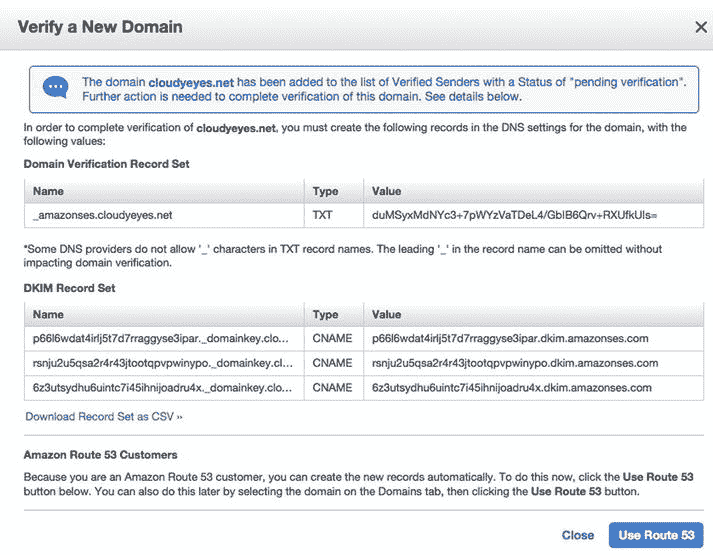 Verify a New Domain
The domain cloudyeyes.net has been added to the list of Verified Senders with a Status of "pending verification".
Further action is needed to complete verification of this domain. See details below.
In order to complete verification of cloudyeyes.net, you must create the following records in the DNS settings for the domain, with the
following values:
Domain Verification Record Set
Name Type Value
_amazonses.cloudyeyes.net TXT duMSyxMdNYc3+7pWYzVaTDeL4/GbIB6Qrv+RXUfkUls=
*Some DNS providers do not allow '_' characters in TXT record names. The leading '_' in the record name can be omitted without
impacting domain verification.
DKIM Record Set
Name Type Value
p66l6wdat4irlj5t7d7rraggyse3ipar._domainkey.clo... CNAME p66l6wdat4irlj5t7d7rraggyse3ipar.dkim.amazonses.com
rsnju2u5qsa2r4r43jtootqpvpwinypo._domainkey.clo... CNAME rsnju2u5qsa2r4r43jtootqpvpwinypo.dkim.amazonses.com
6z3utsydhu6uintc7i45ihnijoadru4x._domainkey.clo... CNAME 6z3utsydhu6uintc7i45ihnijoadru4x.dkim.amazonses.com
Download Record Set as CSV »
Amazon Route 53 Customers
Because you are an Amazon Route 53 customer, you can create the new records automatically. To do this now, click the Use Route 53
button below. You can also do this later by selecting the domain on the Domains tab, then clicking the Use Route 53 button.
Close Use Route 53